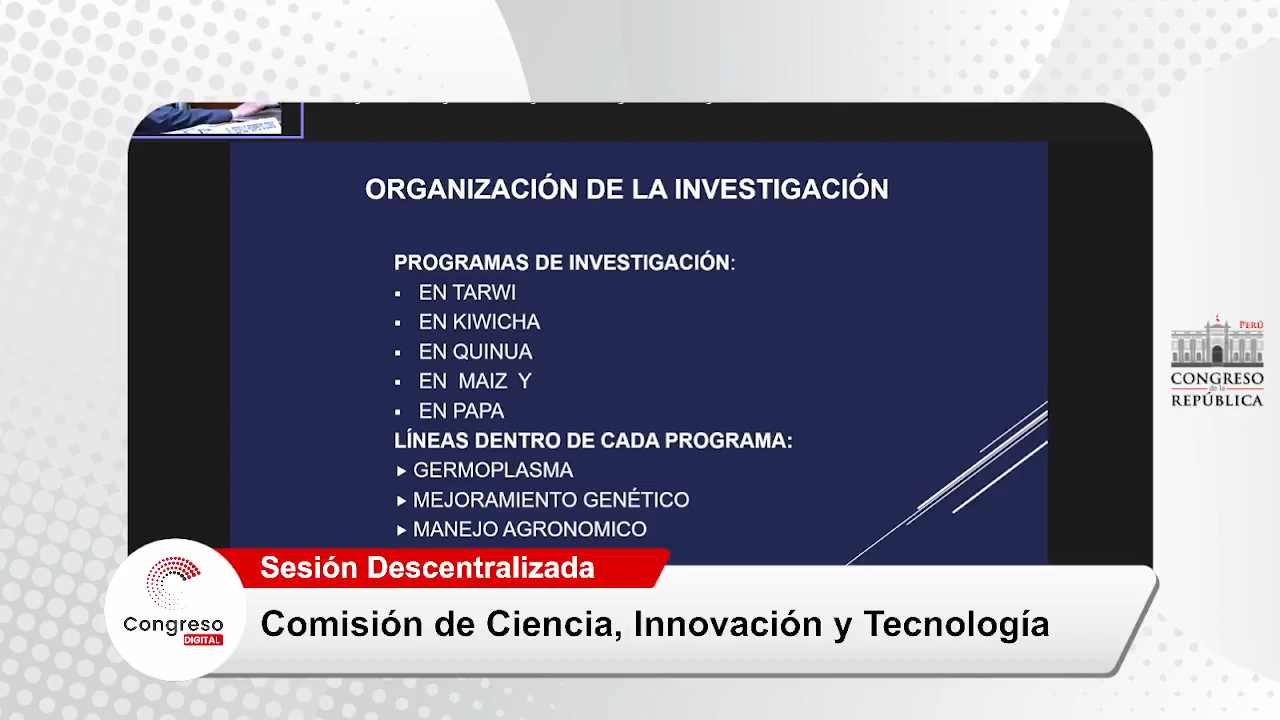 ORGANIZACIÓN DE LA INVESTIGACIÓN
PROGRAMAS DE INVESTIGACIÓN:
▪ EN TARWI
▪ EN KIWICHA
▪ EN QUINUA
▪ EN MAIZ Y
▪ EN PAPA
LÍNEAS DENTRO DE CADA PROGRAMA:
▸ GERMOPLASMA
▸ MEJORAMIENTO GENÉTICO
▸ MANEJO AGRONOMICO
PERÚ
CONGRESO
de la
REPÚBLICA
Sesión Descentralizada
Comisión de Ciencia, Innovación y Tecnología
Congreso
DIGITAL